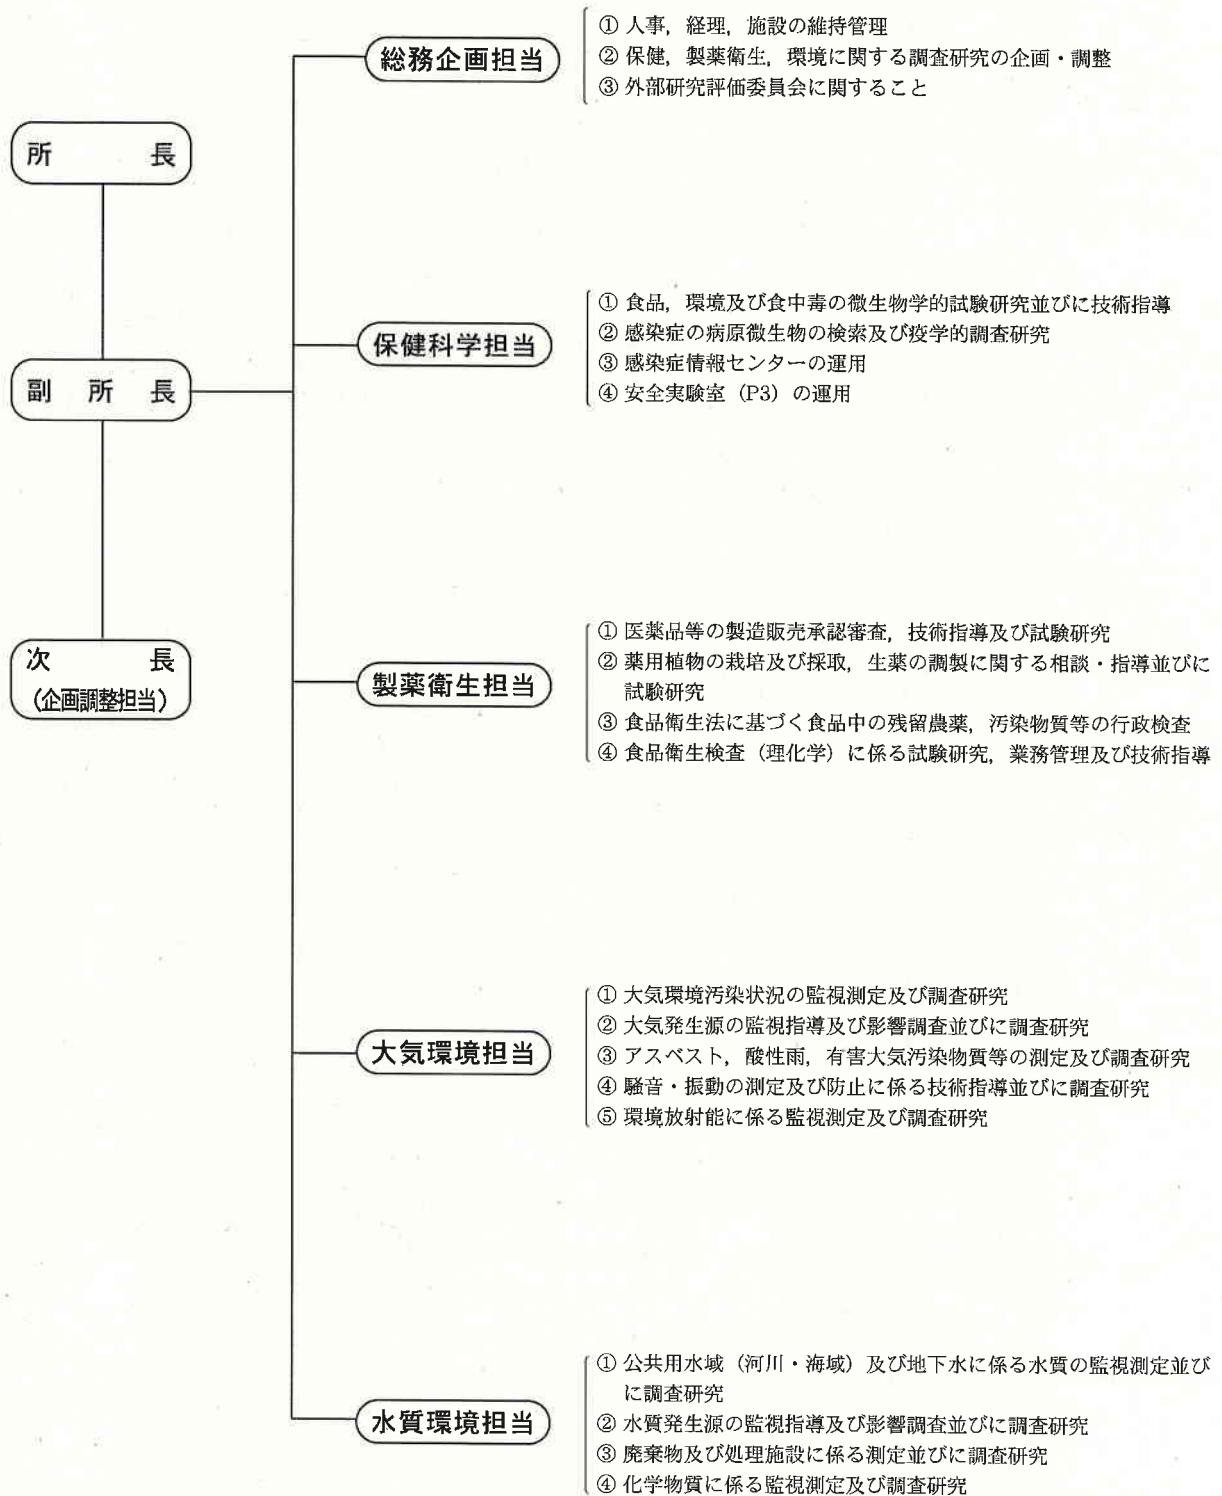 所長
副所長
次長
(企画調整担当)
総務企画担当
① 人事，経理，施設の維持管理
② 保健，製薬衛生，環境に関する調査研究の企画・調整
③ 外部研究評価委員会に関すること
保健科学担当
① 食品，環境及び食中毒の微生物学的試験研究並びに技術指導
② 感染症の病原微生物の検索及び疫学的調査研究
③ 感染症情報センターの運用
④ 安全実験室（P3）の運用
製薬衛生担当
① 医薬品等の製造販売承認審査，技術指導及び試験研究
② 薬用植物の栽培及び採取，生薬の調製に関する相談・指導並びに
試験研究
③ 食品衛生法に基づく食品中の残留農薬，汚染物質等の行政検査
④ 食品衛生検査（理化学）に係る試験研究，業務管理及び技術指導
大気環境担当
① 大気環境汚染状況の監視測定及び調査研究
② 大気発生源の監視指導及び影響調査並びに調査研究
③ アスベスト，酸性雨，有害大気汚染物質等の測定及び調査研究
④ 騒音・振動の測定及び防止に係る技術指導並びに調査研究
⑤ 環境放射能に係る監視測定及び調査研究
水質環境担当
① 公共用水域（河川・海域）及び地下水に係る水質の監視測定並び
に調査研究
② 水質発生源の監視指導及び影響調査並びに調査研究
③ 廃棄物及び処理施設に係る測定並びに調査研究
④ 化学物質に係る監視測定及び調査研究